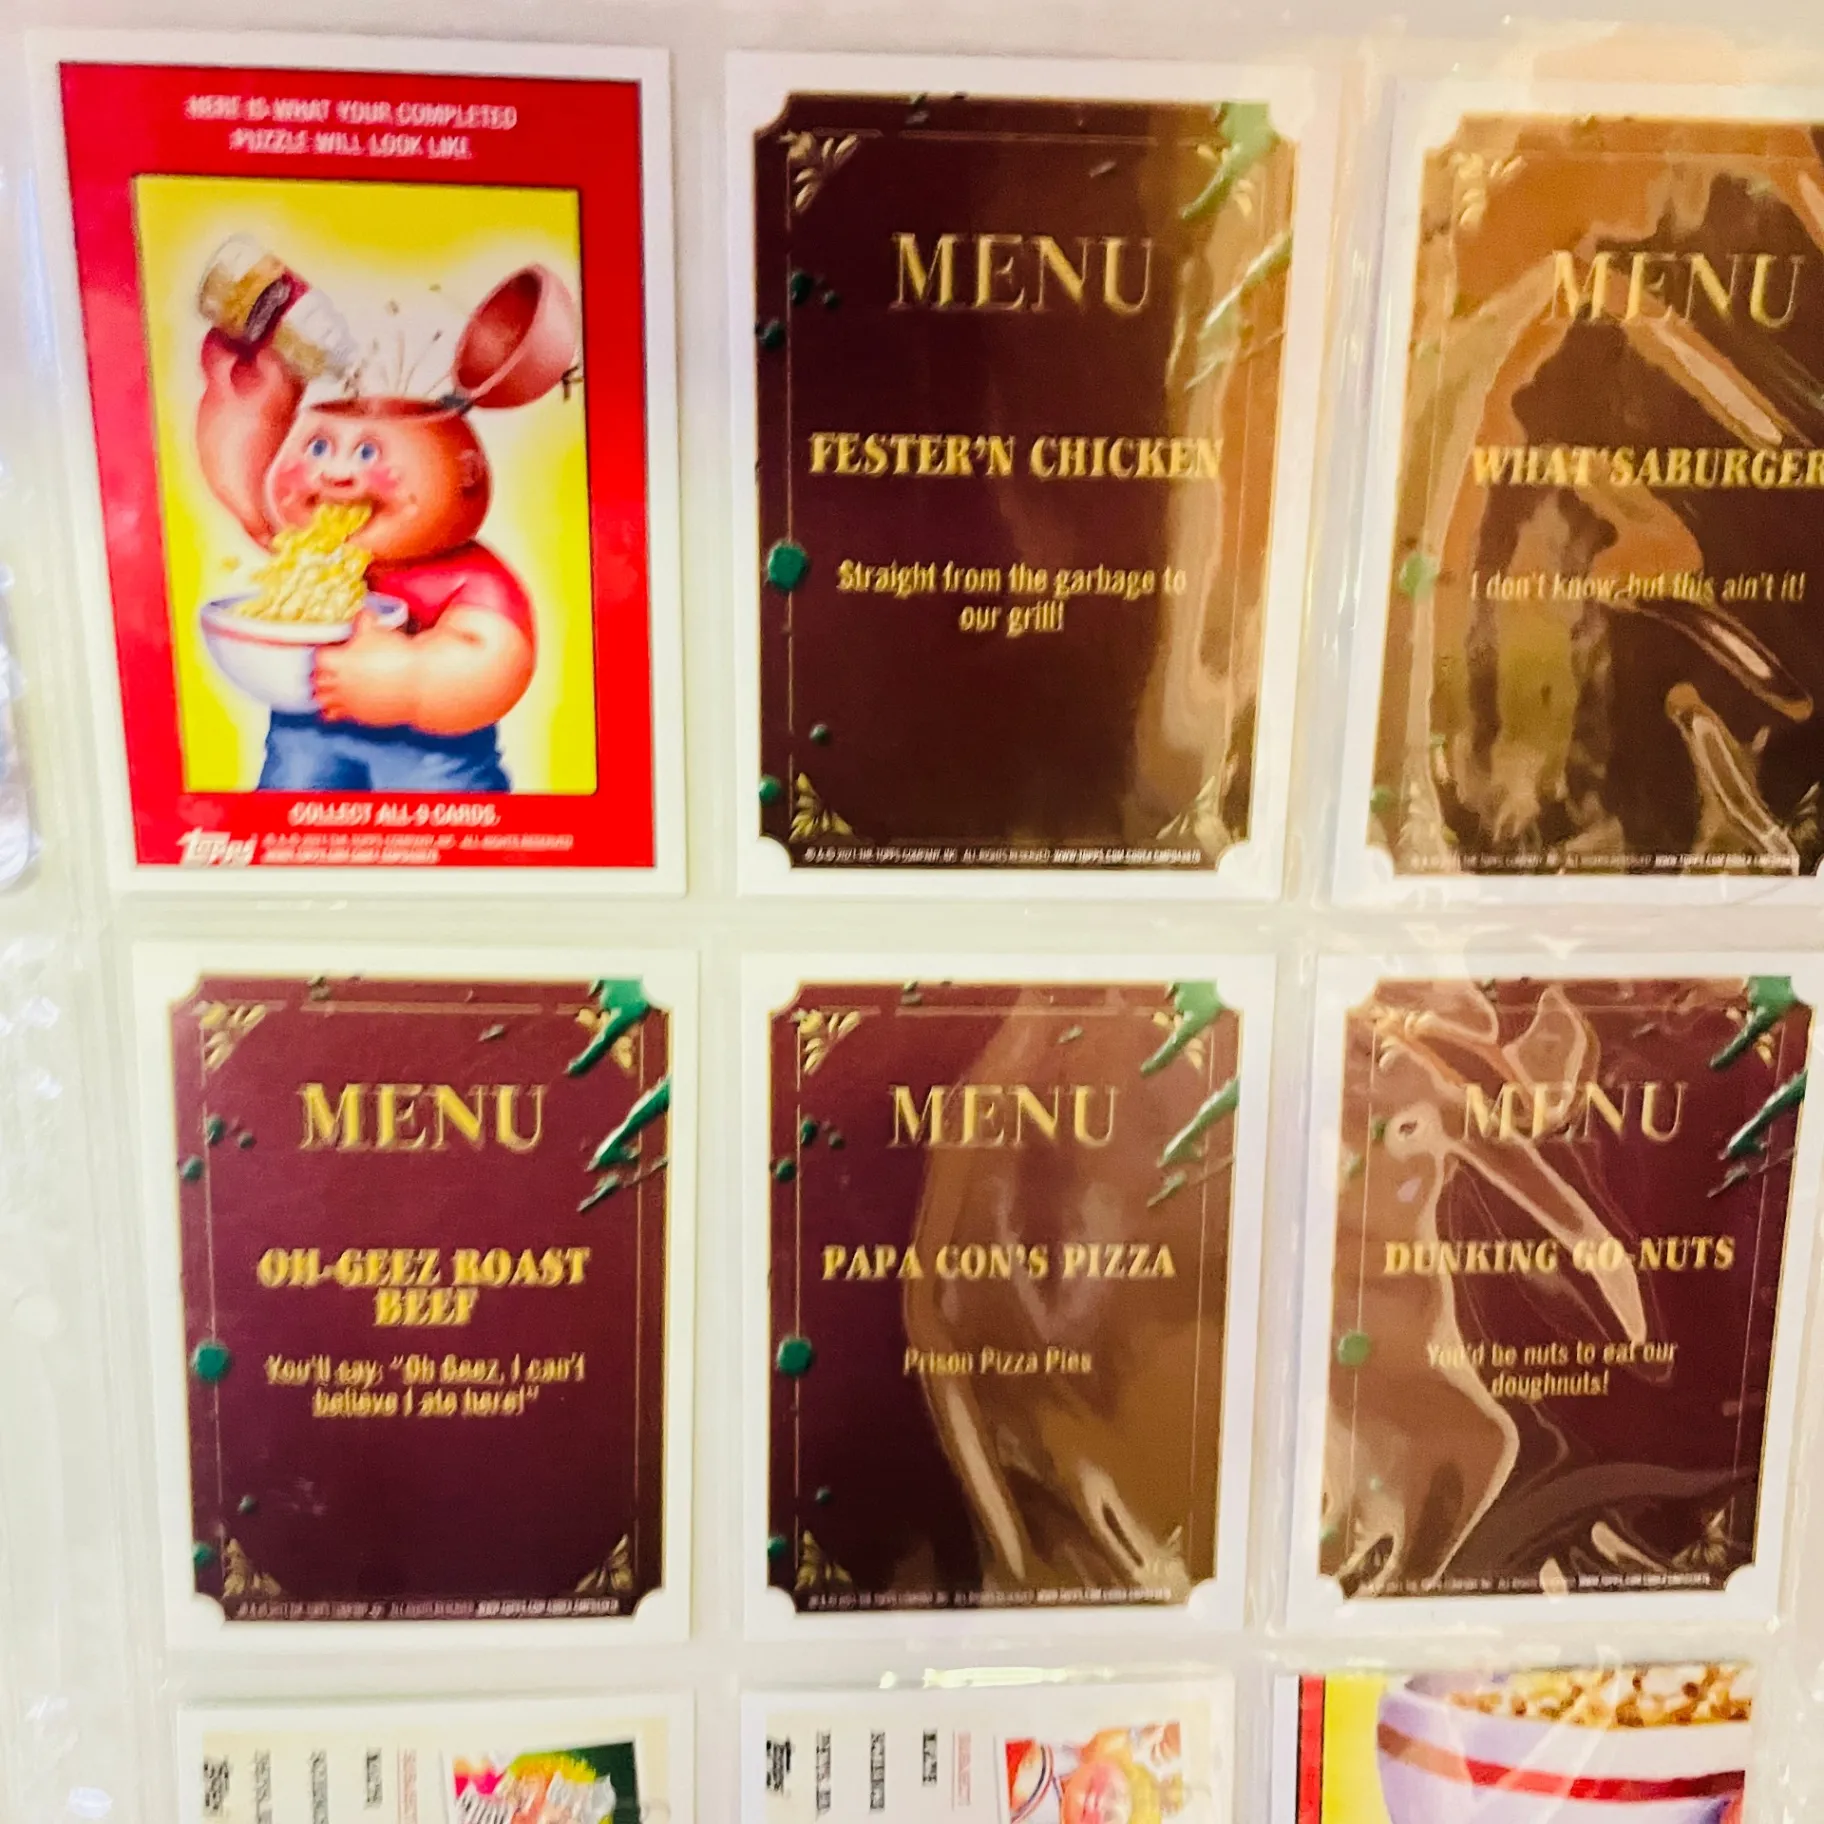 HERE IS WHAT YOUR COMPLETED
PUZZLE WILL LOOK LIKE.
COLLECT ALL 9 CARDS.
Topps
MENU
FESTER'N CHICKEN
Straight from the garbage to
our grill!
MENU
WHAT'SABURGER
I don't know, but this ain't it!
MENU
OH-GEEZ ROAST
BEEF
You'll say: "Oh Geez, I can't
believe I ate here!"
MENU
PAPA CON'S PIZZA
Prison Pizza Pies
MENU
DUNKING GO-NUTS
You'd be nuts to eat our
doughnuts!